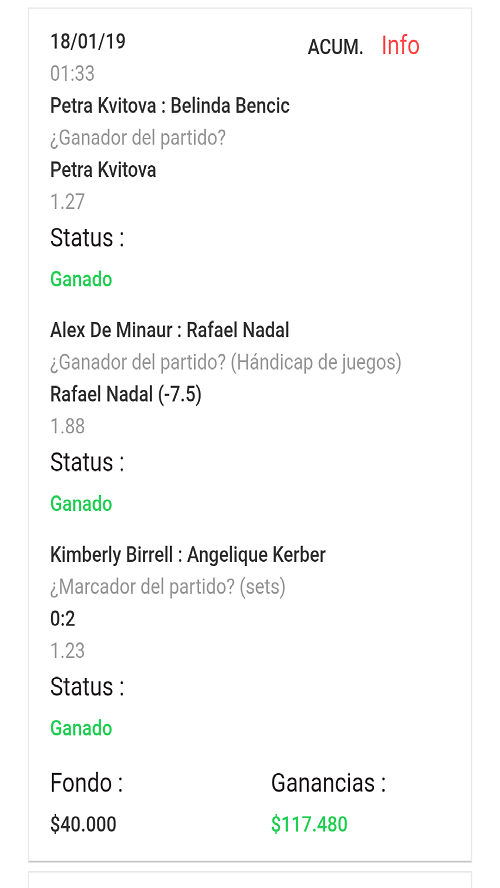 18/01/19
ACUM. Info
01:33
Petra Kvitova : Belinda Bencic
¿Ganador del partido?
Petra Kvitova
1.27
Status :
Ganado
Alex De Minaur : Rafael Nadal
¿Ganador del partido? (Hándicap de juegos)
Rafael Nadal (-7.5)
1.88
Status :
Ganado
Kimberly Birrell : Angelique Kerber
¿Marcador del partido? (sets)
0:2
1.23
Status :
Ganado
Fondo : Ganancias :
$40.000 $117.480